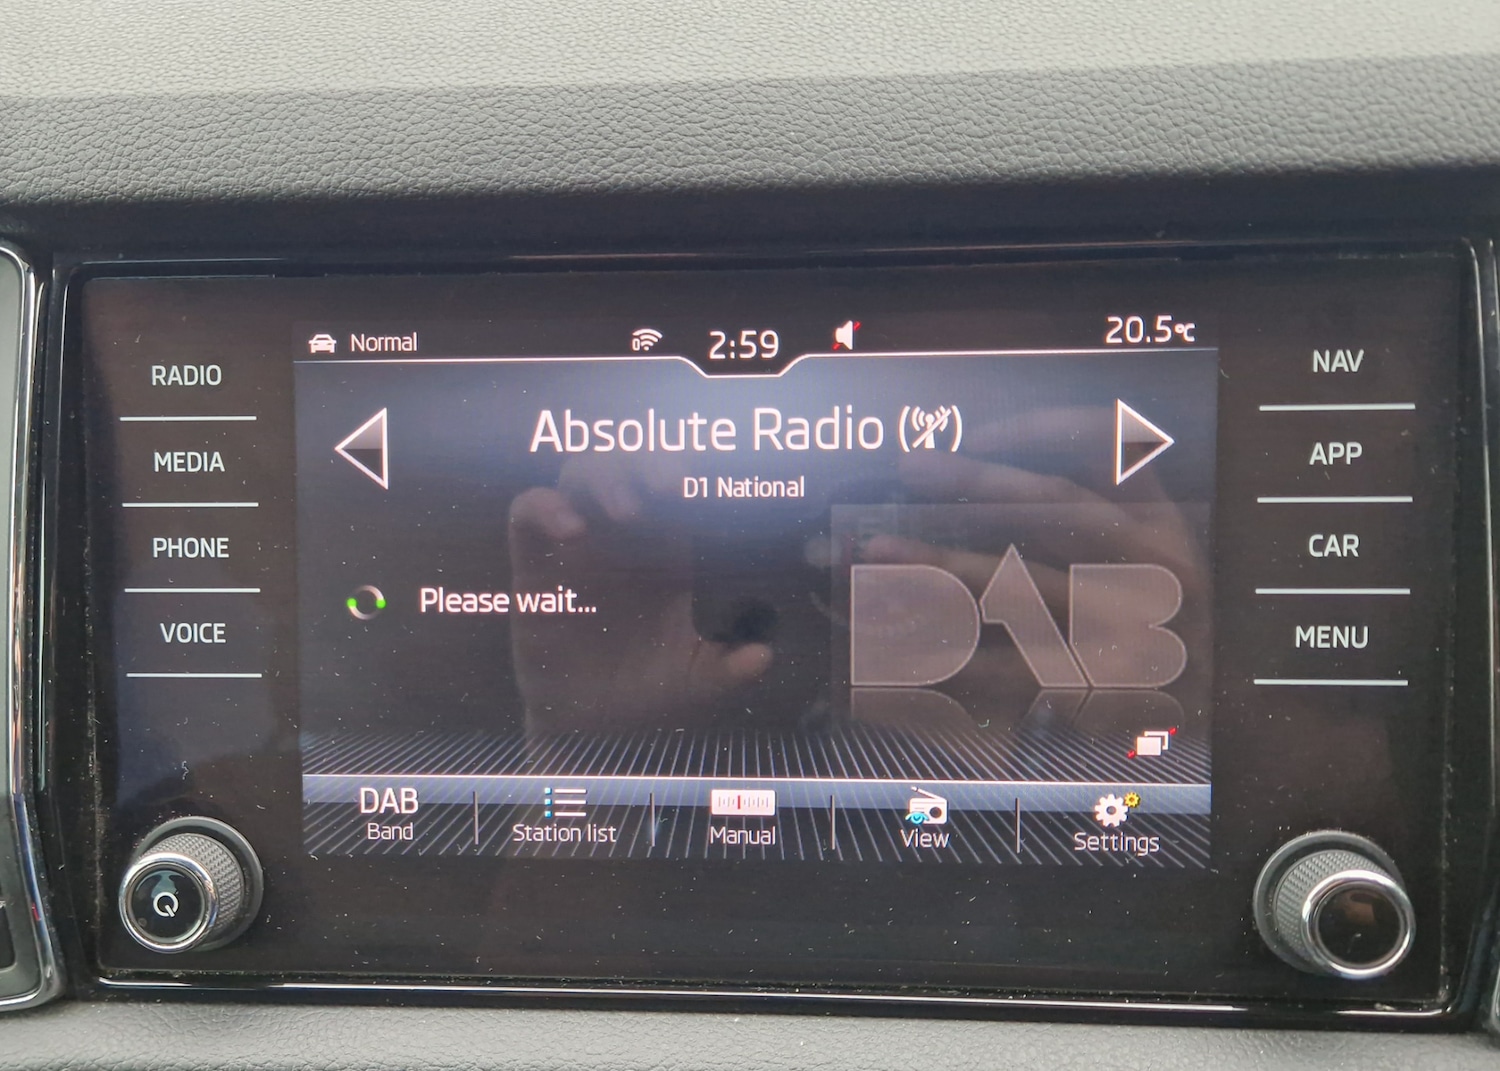 Normal
2:59
20.5°C
RADIO
MEDIA
PHONE
VOICE
Absolute Radio
D1 National
Please wait...
DAB
DAB
Band
Station list
Manual
View
Settings
NAV
APP
CAR
MENU